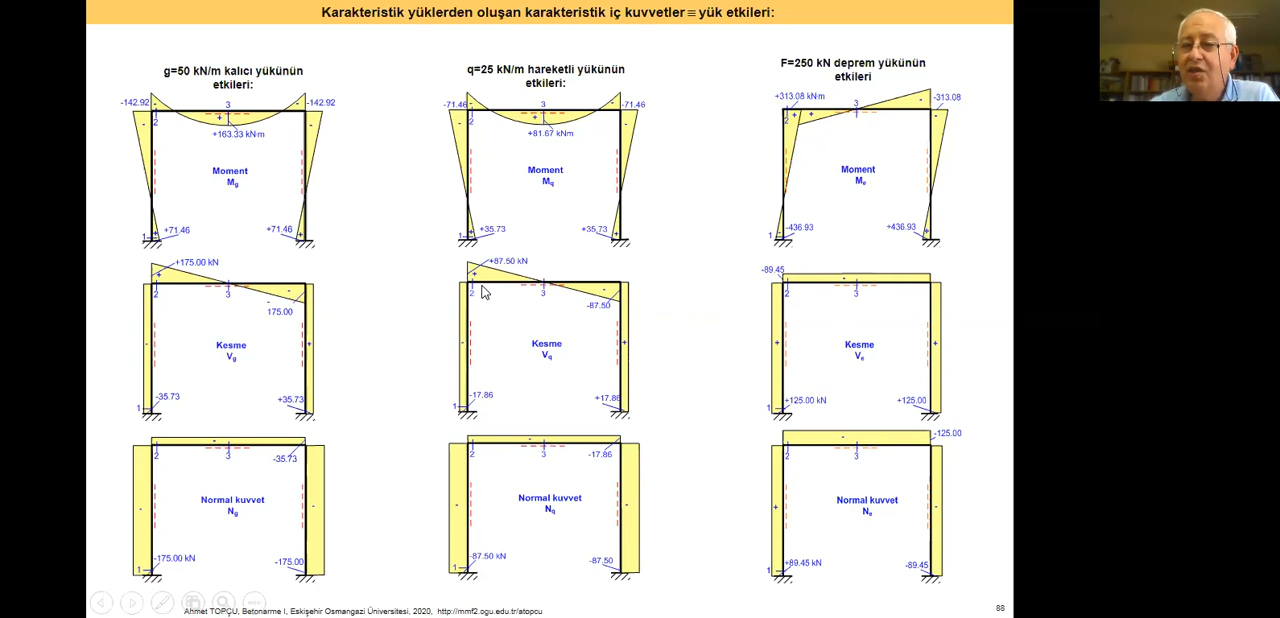 Karakteristik yüklerden oluşan karakteristik iç kuvvetler ≡ yük etkileri:
g=50 kN/m kalıcı yükünün
etkileri:
-142.92
3
-142.92
2
+163.33 kN·m
Moment
Mg
+71.46
+71.46
1
q=25 kN/m hareketli yükünün
etkileri:
-71.46
3
-71.46
2
+81.67 kNm
Moment
Mq
+35.73
+35.73
1
F=250 kN deprem yükünün
etkileri
+313.08 kN·m
3
-313.08
2
Moment
Me
-436.93
+436.93
1
+175.00 kN
2
3
175.00
Kesme
Vg
-35.73
+35.73
1
+87.50 kN
2
3
-87.50
Kesme
Vq
-17.86
+17.86
1
-89.45
2
3
Kesme
Ve
+125.00 kN
+125.00
1
2
3
-35.73
Normal kuvvet
Ng
-175.00 kN
-175.00
1
2
3
-17.86
Normal kuvvet
Nq
-87.50 kN
-87.50
1
-125.00
2
3
Normal kuvvet
Ne
+89.45 kN
-89.45
1
Ahmet TOPÇU, Betonarme I, Eskişehir Osmangazi Üniversitesi, 2020, http://mmf2.ogu.edu.tr/atopcu
88